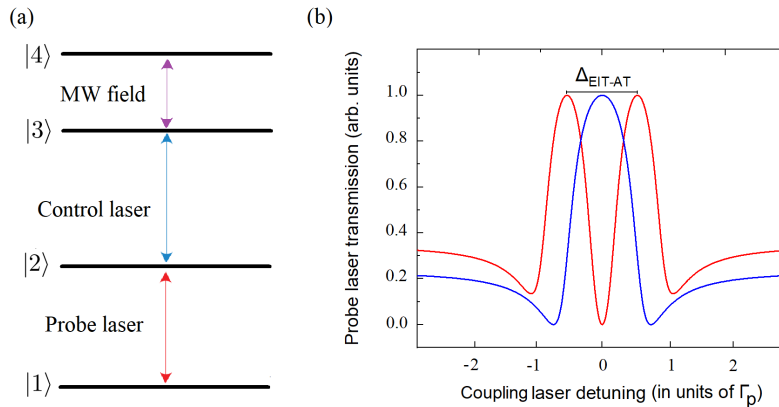 (a)
|4⟩
MW field
|3⟩
Control laser
|2⟩
Probe laser
|1⟩
(b)
Δ_EIT-AT
Probe laser transmission (arb. units)
1.0
0.8
0.6
0.4
0.2
0.0
-2 -1 0 1 2
Coupling laser detuning (in units of Γ_p)